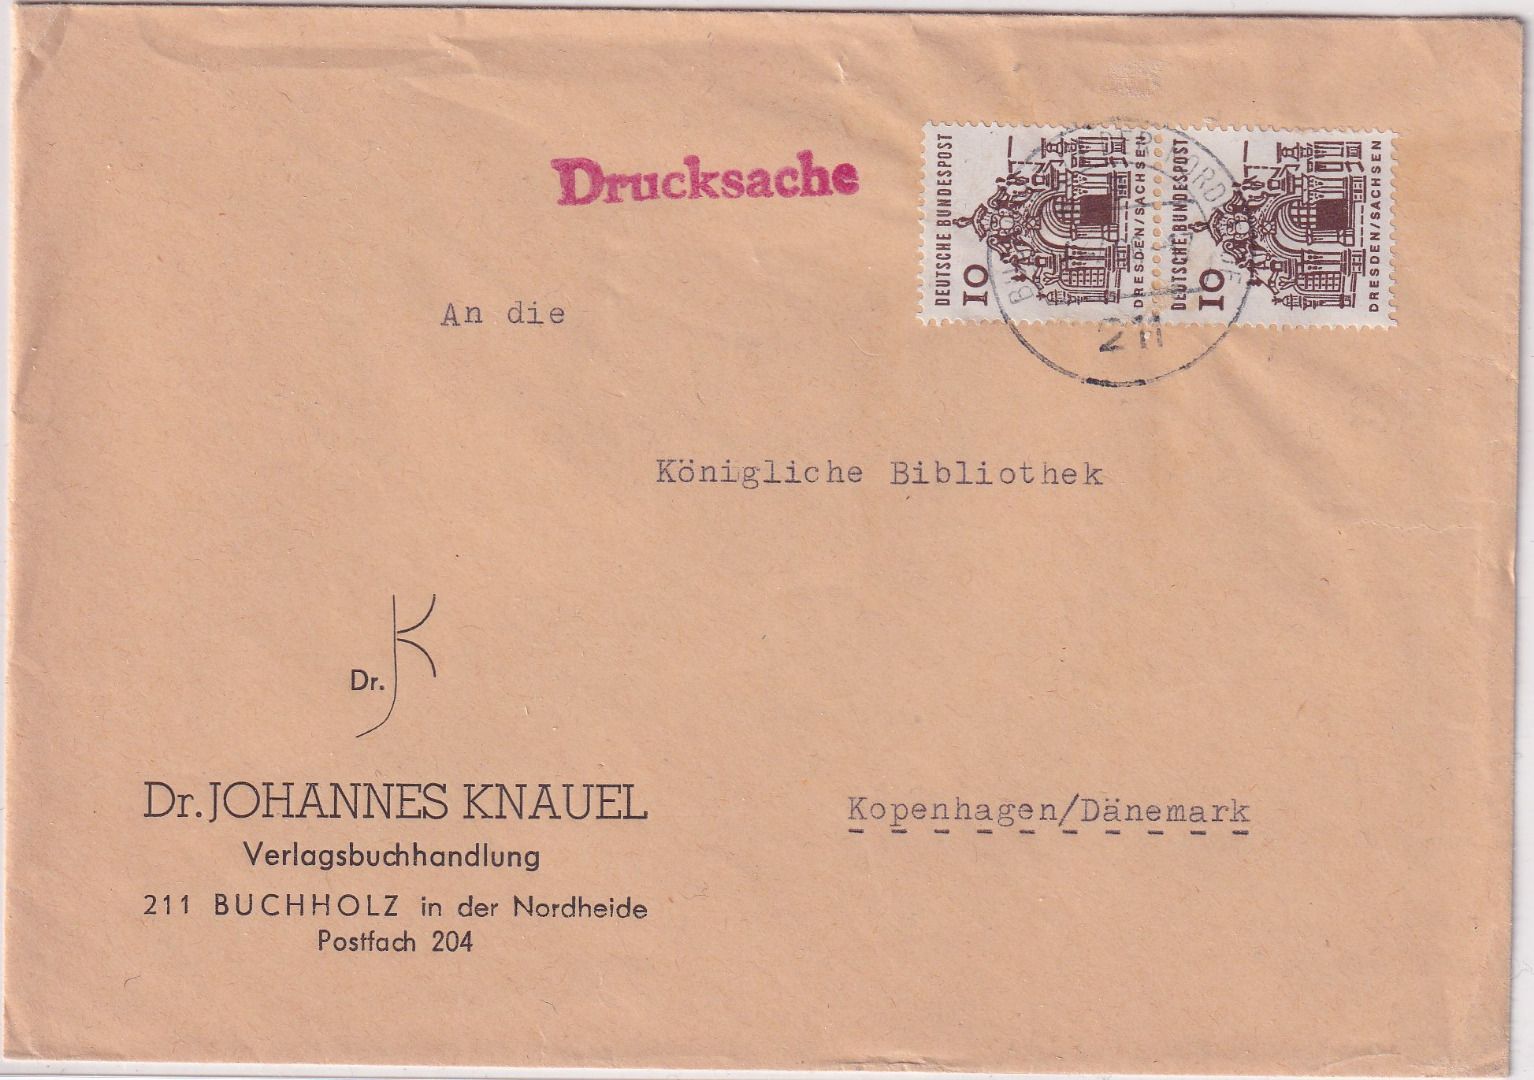 Drucksache
DEUTSCHE BUNDESPOST
10
DRESDEN/SACHSEN
DEUTSCHE BUNDESPOST
10
DRESDEN/SACHSEN
211
An die
Königliche Bibliothek
Dr. K
Dr. JOHANNES KNAUEL
Verlagsbuchhandlung
211 BUCHHOLZ in der Nordheide
Postfach 204
Kopenhagen/Dänemark